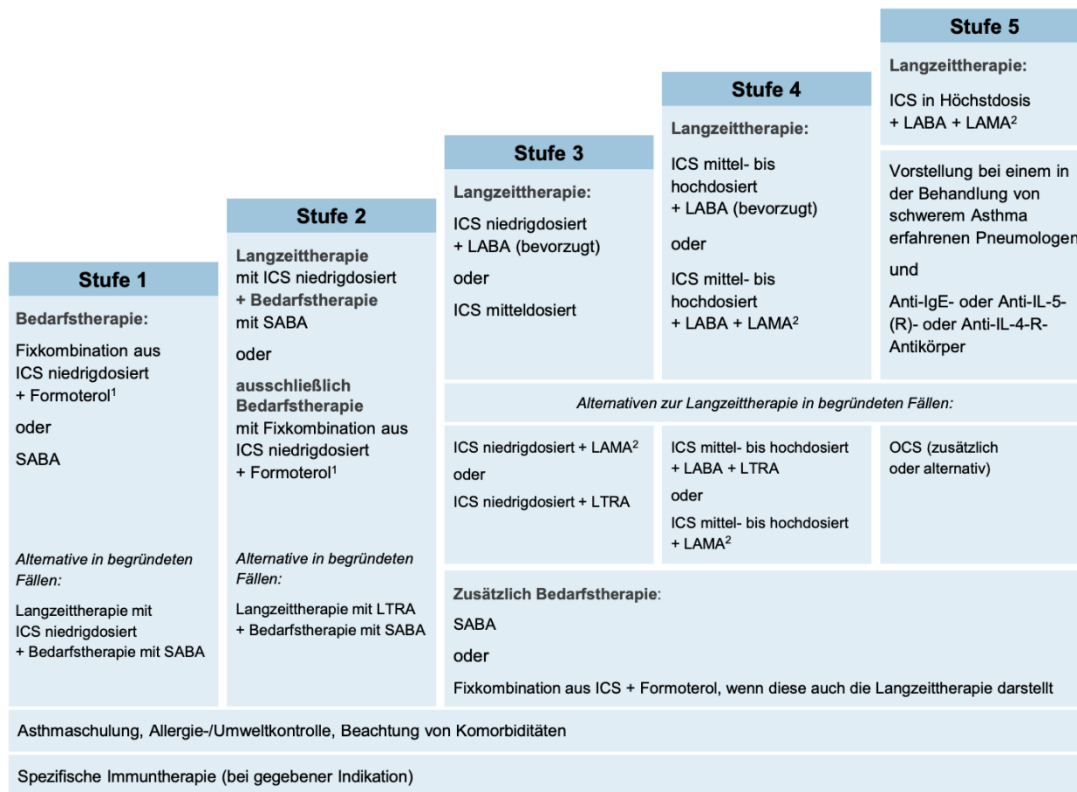 Stufe 1
Bedarfstherapie:
Fixkombination aus
ICS niedrigdosiert
+ Formoterol¹
oder
SABA
Alternative in begründeten
Fällen:
Langzeittherapie mit
ICS niedrigdosiert
+ Bedarfstherapie mit SABA
Stufe 2
Langzeittherapie
mit ICS niedrigdosiert
+ Bedarfstherapie
mit SABA
oder
ausschließlich
Bedarfstherapie
mit Fixkombination aus
ICS niedrigdosiert
+ Formoterol¹
Alternative in begründeten
Fällen:
Langzeittherapie mit LTRA
+ Bedarfstherapie mit SABA
Stufe 3
Langzeittherapie:
ICS niedrigdosiert
+ LABA (bevorzugt)
oder
ICS mitteldosiert
Stufe 4
Langzeittherapie:
ICS mittel- bis
hochdosiert
+ LABA (bevorzugt)
oder
ICS mittel- bis
hochdosiert
+ LABA + LAMA²
Stufe 5
Langzeittherapie:
ICS in Höchstdosis
+ LABA + LAMA²
Vorstellung bei einem in
der Behandlung von
schwerem Asthma
erfahrenen Pneumologen
und
Anti-IgE- oder Anti-IL-5-
(R)- oder Anti-IL-4-R-
Antikörper
Alternativen zur Langzeittherapie in begründeten Fällen:
ICS niedrigdosiert + LAMA²
oder
ICS niedrigdosiert + LTRA
ICS mittel- bis hochdosiert
+ LABA + LTRA
oder
ICS mittel- bis hochdosiert
+ LAMA²
OCS (zusätzlich
oder alternativ)
Zusätzlich Bedarfstherapie:
SABA
oder
Fixkombination aus ICS + Formoterol, wenn diese auch die Langzeittherapie darstellt
Asthmaschulung, Allergie-/Umweltkontrolle, Beachtung von Komorbiditäten
Spezifische Immuntherapie (bei gegebener Indikation)